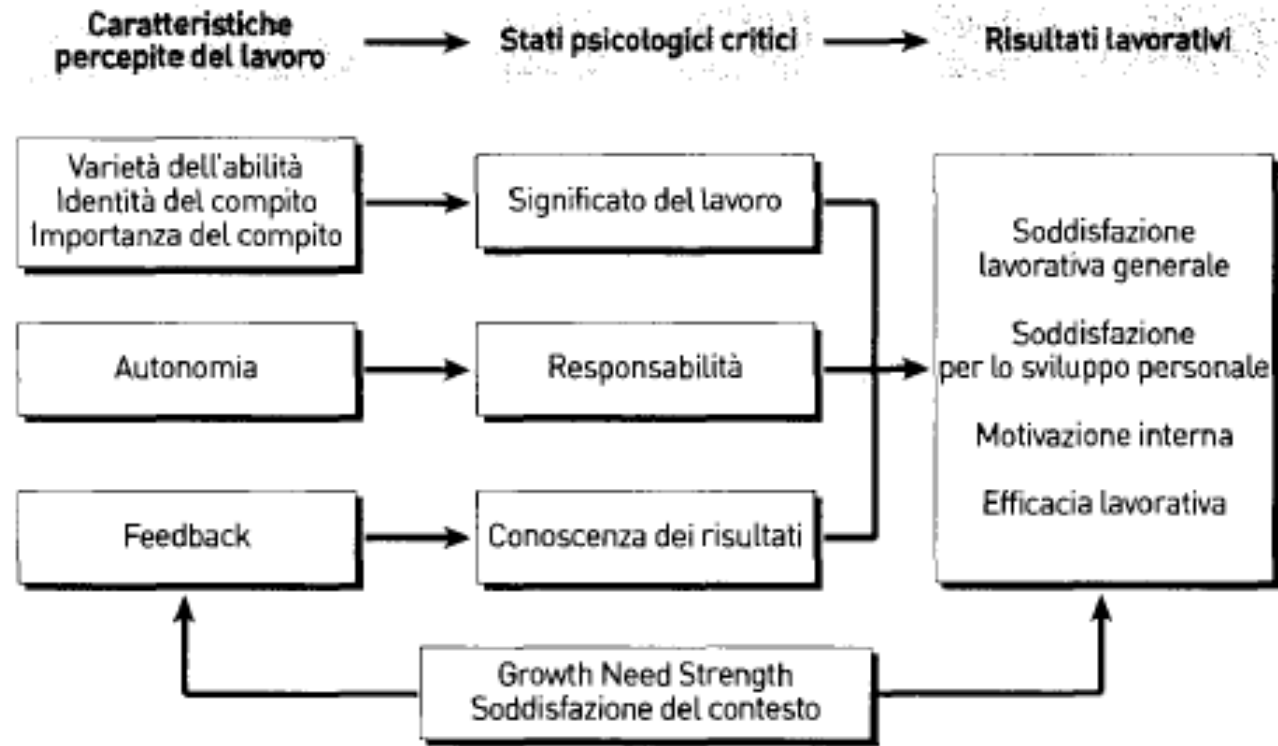 Caratteristiche
percepite del lavoro
Stati psicologici critici
Risultati lavorativi
Varietà dell'abilità
Identità del compito
Importanza del compito
Significato del lavoro
Autonomia
Responsabilità
Feedback
Conoscenza dei risultati
Soddisfazione
lavorativa generale
Soddisfazione
per lo sviluppo personale
Motivazione interna
Efficacia lavorativa
Growth Need Strength
Soddisfazione del contesto